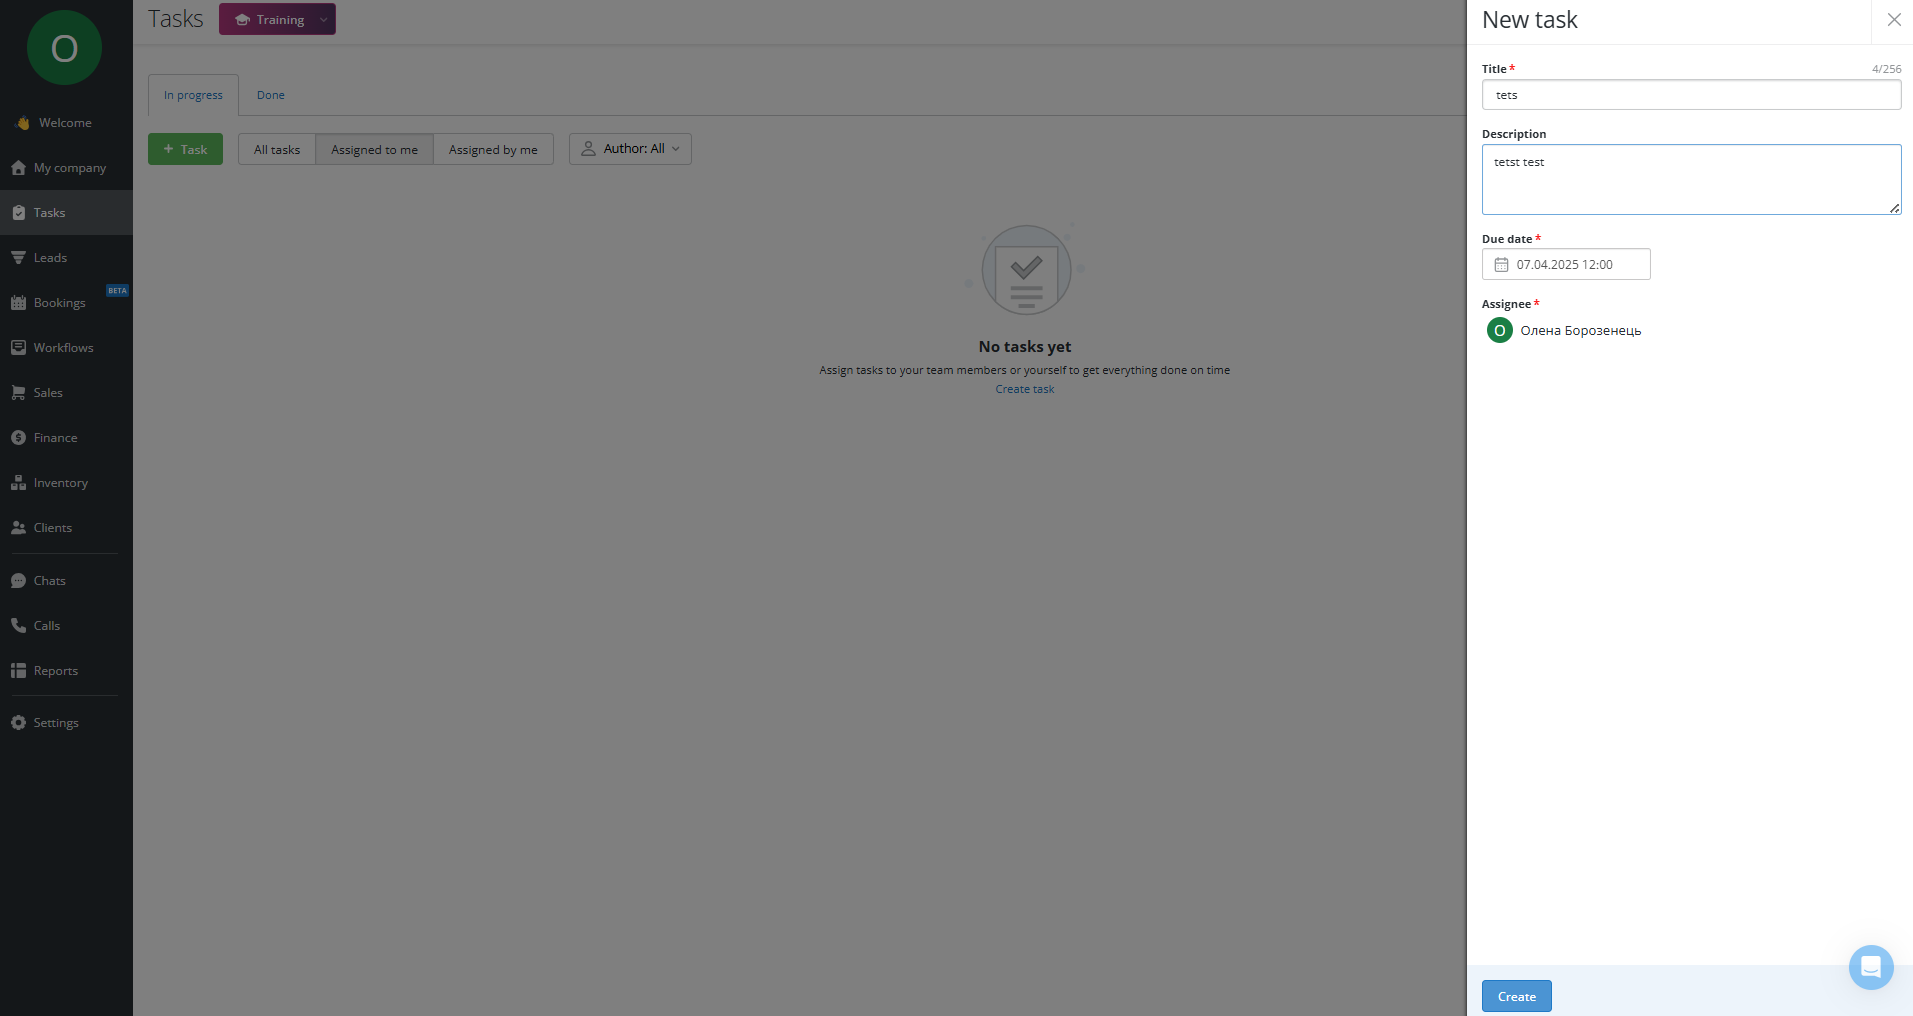 O
Welcome
My company
Tasks
Leads
Bookings
BETA
Workflows
Sales
Finance
Inventory
Clients
Chats
Calls
Reports
Settings
Tasks
Training
In progress
Done
+ Task
All tasks
Assigned to me
Assigned by me
Author: All
No tasks yet
Assign tasks to your team members or yourself to get everything done on time
Create task
New task
Title*
4/256
tets
Description
tetst test
Due date*
07.04.2025 12:00
Assignee*
O
Олена Борозенець
Create